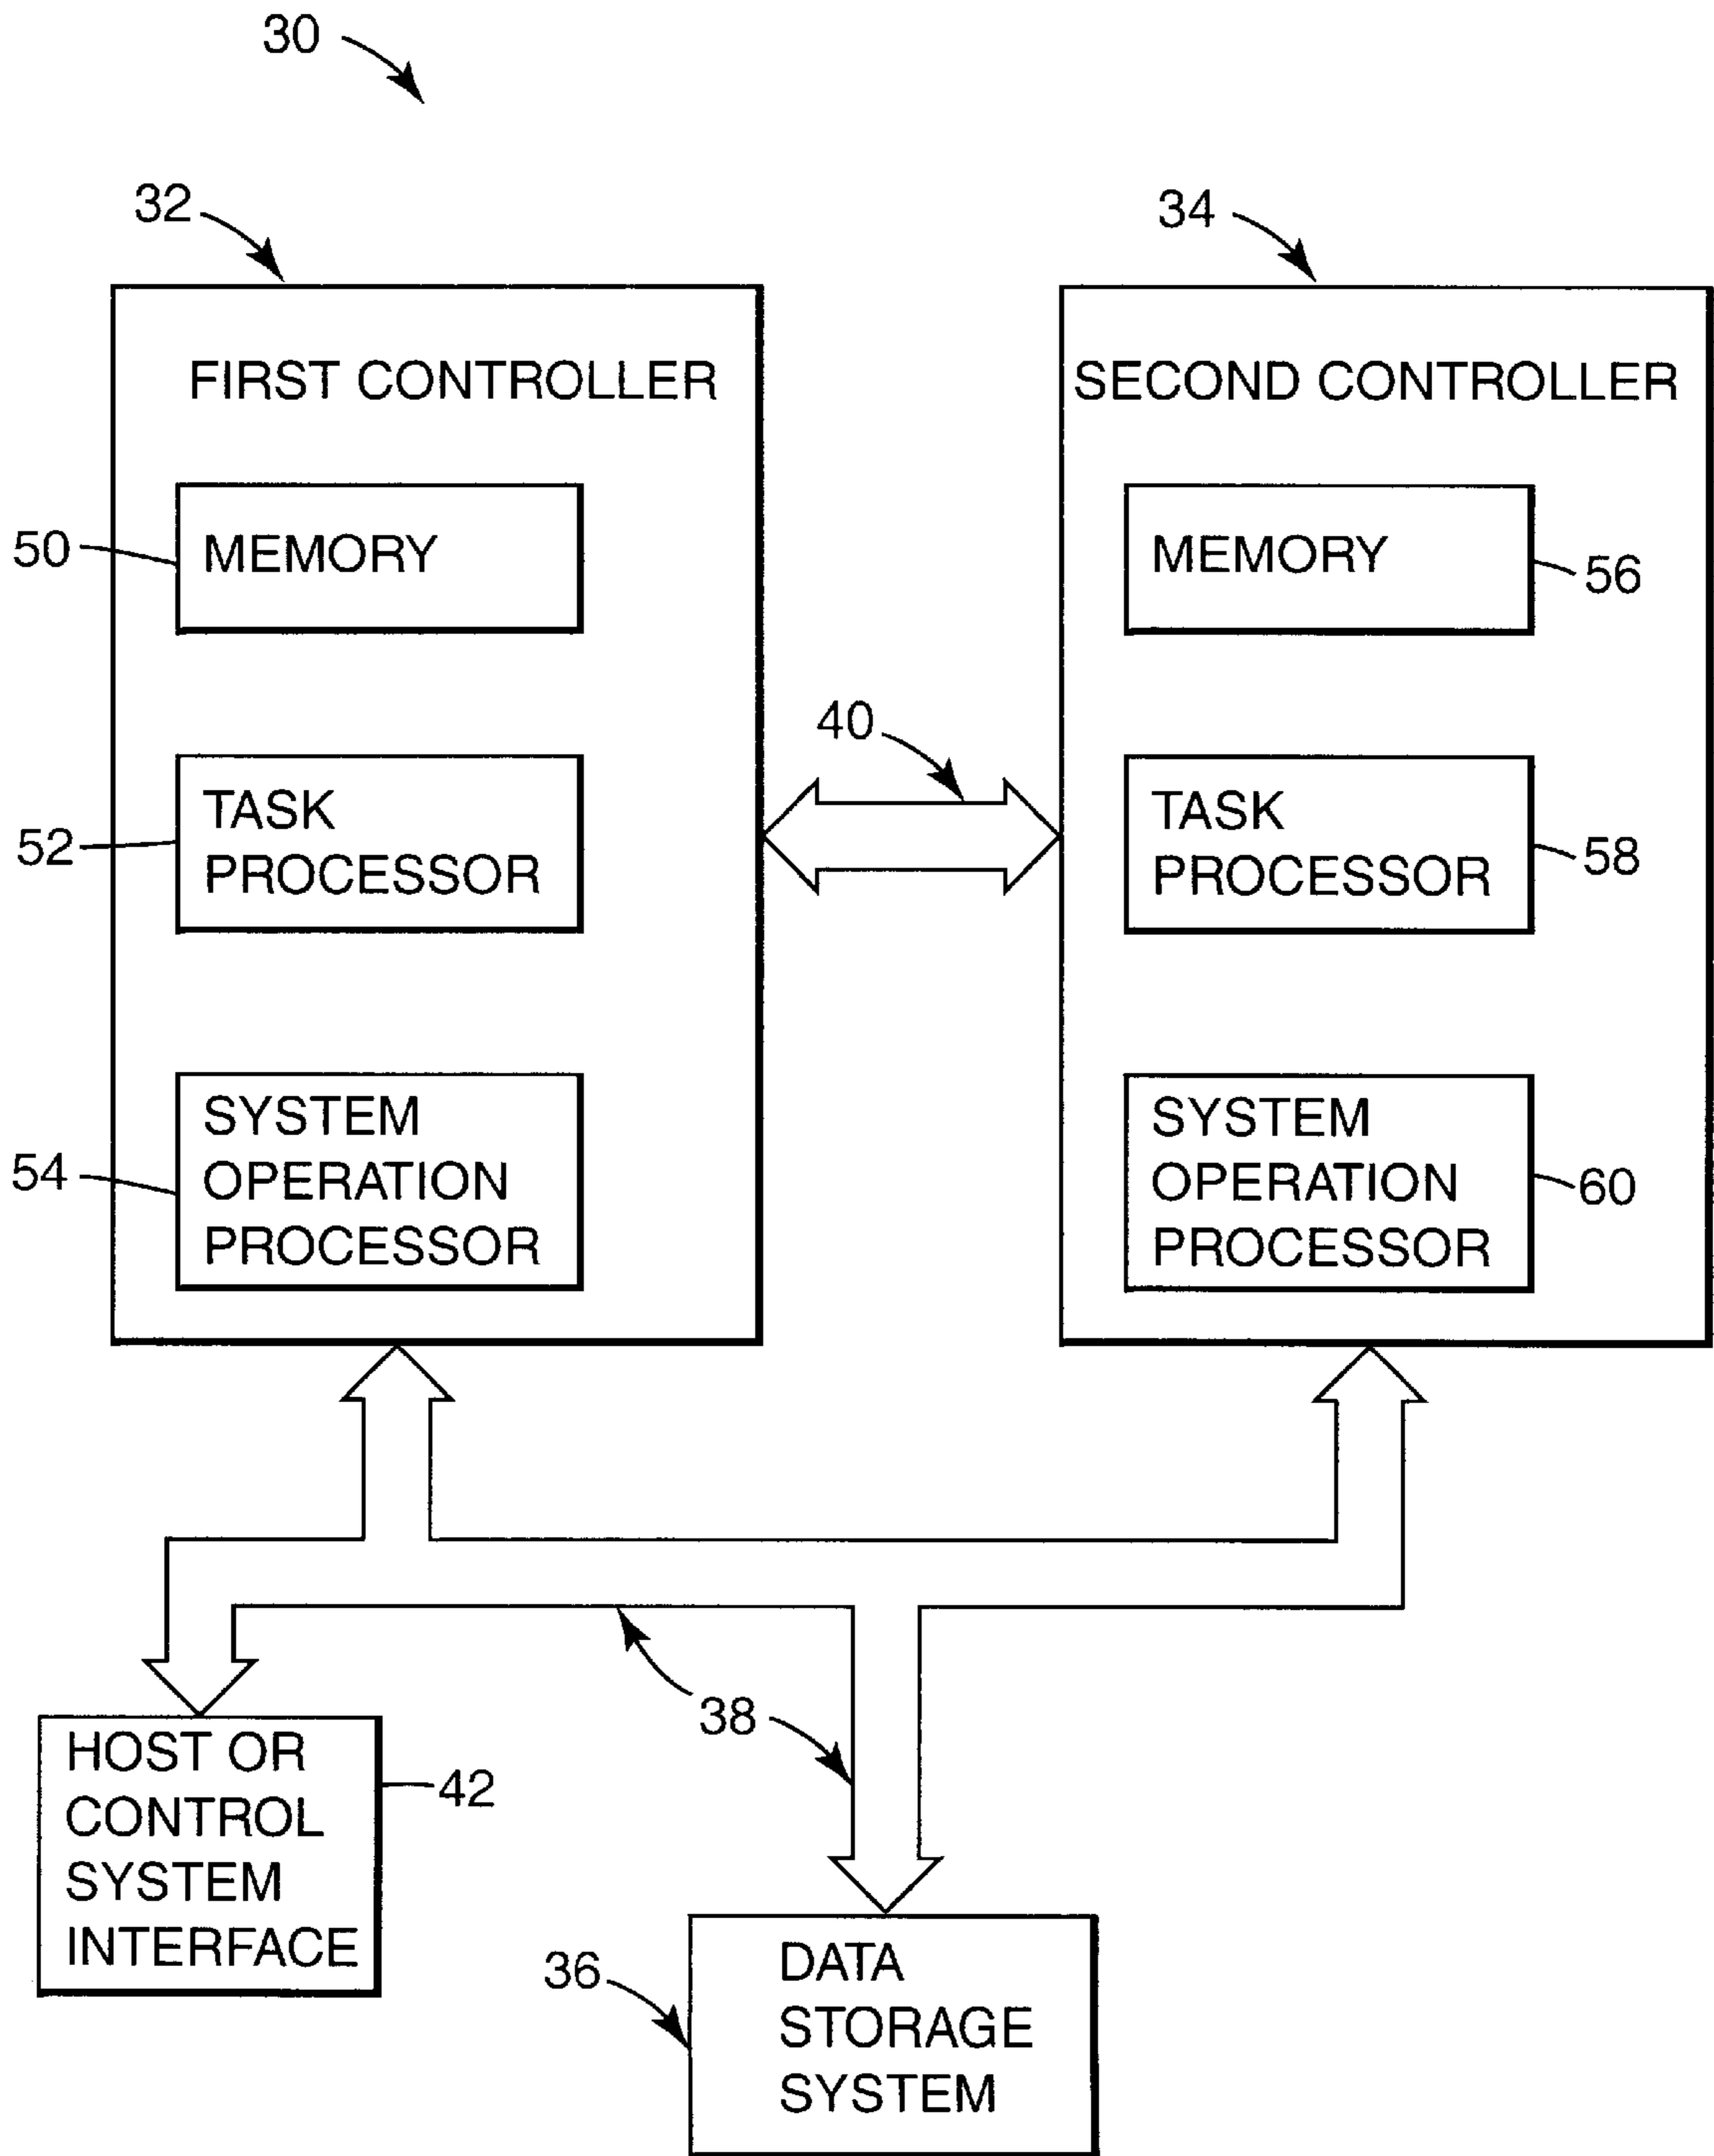 30
32
34
FIRST CONTROLLER
SECOND CONTROLLER
50
MEMORY
MEMORY
56
40
52
TASK
PROCESSOR
TASK
PROCESSOR
58
54
SYSTEM
OPERATION
PROCESSOR
SYSTEM
OPERATION
PROCESSOR
60
38
HOST OR
CONTROL
SYSTEM
INTERFACE
42
36
DATA
STORAGE
SYSTEM